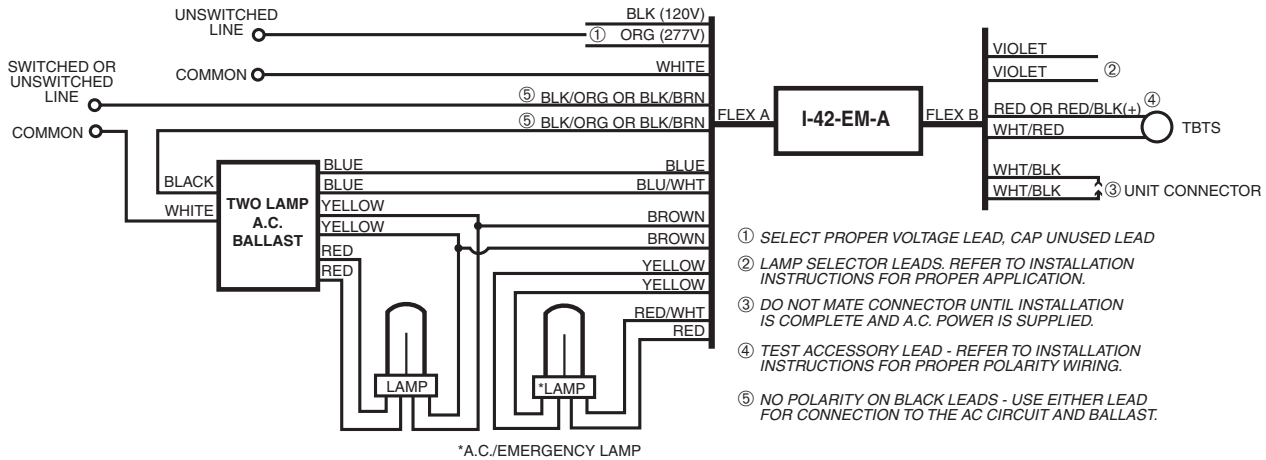 UNSWITCHED
LINE
BLK (120V)
① ORG (277V)
COMMON
WHITE
SWITCHED OR
UNSWITCHED
LINE
⑤ BLK/ORG OR BLK/BRN
COMMON
⑤ BLK/ORG OR BLK/BRN
FLEX A
I-42-EM-A
FLEX B
VIOLET
VIOLET
②
RED OR RED/BLK(+)
④
WHT/RED
TBTS
WHT/BLK
WHT/BLK
③ UNIT CONNECTOR
BLACK
WHITE
TWO LAMP
A.C.
BALLAST
BLUE
BLUE
YELLOW
YELLOW
RED
RED
BLUE
BLU/WHT
BROWN
BROWN
YELLOW
YELLOW
RED/WHT
RED
LAMP
*LAMP
*A.C./EMERGENCY LAMP
① SELECT PROPER VOLTAGE LEAD, CAP UNUSED LEAD
② LAMP SELECTOR LEADS. REFER TO INSTALLATION
INSTRUCTIONS FOR PROPER APPLICATION.
③ DO NOT MATE CONNECTOR UNTIL INSTALLATION
IS COMPLETE AND A.C. POWER IS SUPPLIED.
④ TEST ACCESSORY LEAD - REFER TO INSTALLATION
INSTRUCTIONS FOR PROPER POLARITY WIRING.
⑤ NO POLARITY ON BLACK LEADS - USE EITHER LEAD
FOR CONNECTION TO THE AC CIRCUIT AND BALLAST.